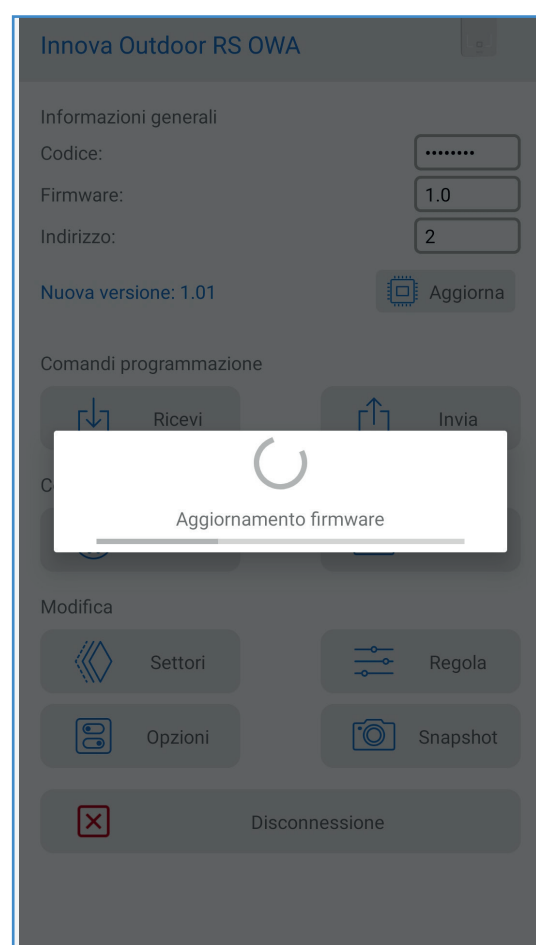 Innova Outdoor RS OWA
Informazioni generali
Codice: ••••••••
Firmware: 1.0
Indirizzo: 2
Nuova versione: 1.01 Aggiorna
Comandi programmazione
Ricevi Invia
C
Aggiornamento firmware
Modifica
Settori Regola
Opzioni Snapshot
Disconnessione